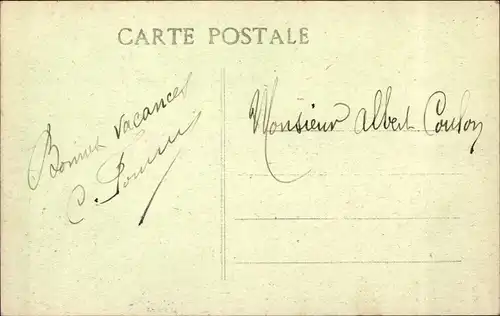 CARTE POSTALE
Bonnes vacances
C.
Monsieur Albert Coulon